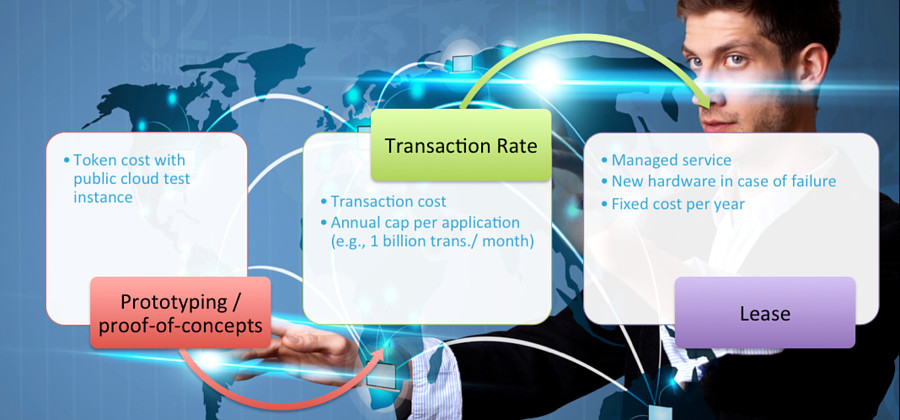 • Token cost with
public cloud test
instance
Prototyping /
proof-of-concepts
Transaction Rate
• Transaction cost
• Annual cap per application
(e.g., 1 billion trans./ month)
• Managed service
• New hardware in case of failure
• Fixed cost per year
Lease